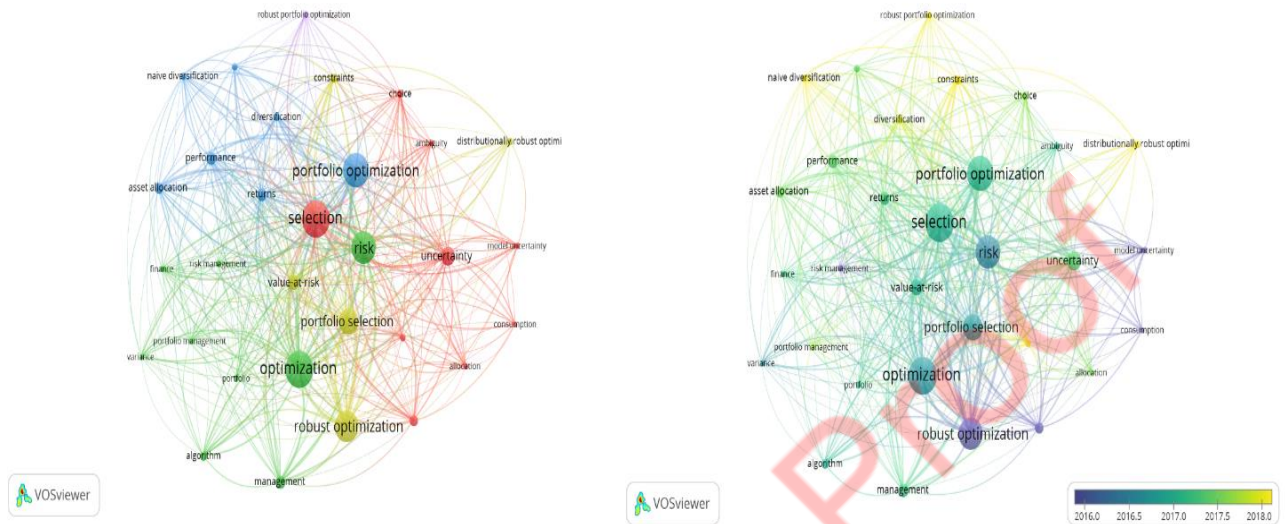 robust portfolio optimization
naive diversification
constraints
choice
diversification
ambiguity
distributionally robust optimi
performance
portfolio optimization
asset allocation
returns
selection
risk
model uncertainty
uncertainty
finance
risk management
value-at-risk
portfolio selection
consumption
portfolio management
variance
optimization
allocation
portfolio
robust optimization
algorithm
management
VOSviewer
robust portfolio optimization
naive diversification
constraints
choice
diversification
ambiguity
distributionally robust optimi
performance
portfolio optimization
asset allocation
returns
selection
risk
model uncertainty
uncertainty
finance
risk management
value-at-risk
portfolio selection
consumption
portfolio management
variance
optimization
allocation
portfolio
robust optimization
algorithm
management
Proof
VOSviewer
2016.0 2016.5 2017.0 2017.5 2018.0